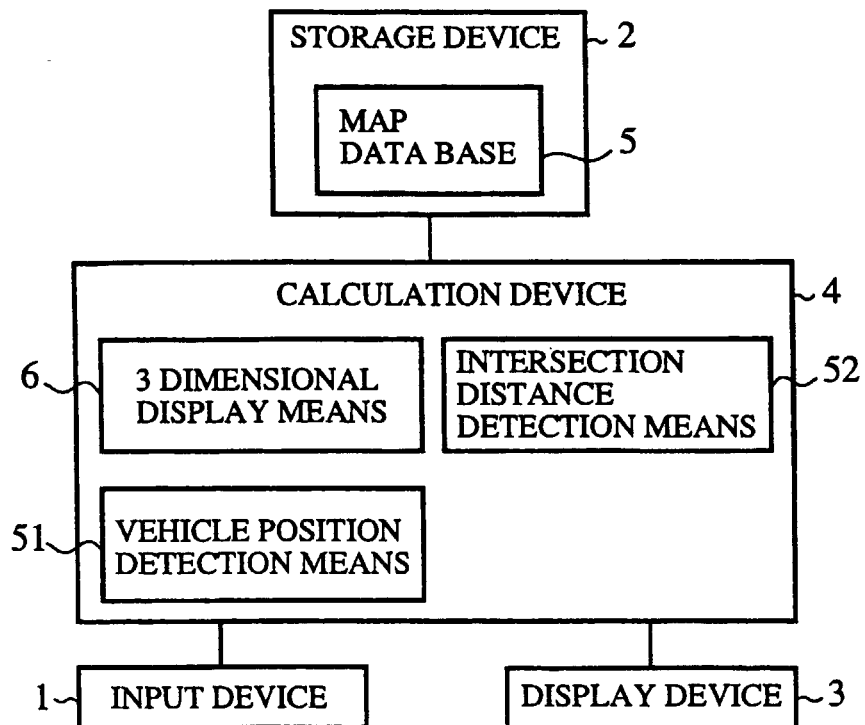 STORAGE DEVICE 2
MAP
DATA BASE 5
CALCULATION DEVICE 4
6 3 DIMENSIONAL
DISPLAY MEANS
INTERSECTION
DISTANCE
DETECTION MEANS 52
51 VEHICLE POSITION
DETECTION MEANS
1 INPUT DEVICE
DISPLAY DEVICE 3